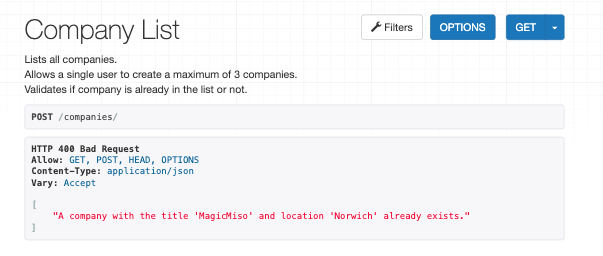 Company List
Filters
OPTIONS
GET
Lists all companies.
Allows a single user to create a maximum of 3 companies.
Validates if company is already in the list or not.
POST /companies/
HTTP 400 Bad Request
Allow: GET, POST, HEAD, OPTIONS
Content-Type: application/json
Vary: Accept
[
"A company with the title 'MagicMiso' and location 'Norwich' already exists."
]